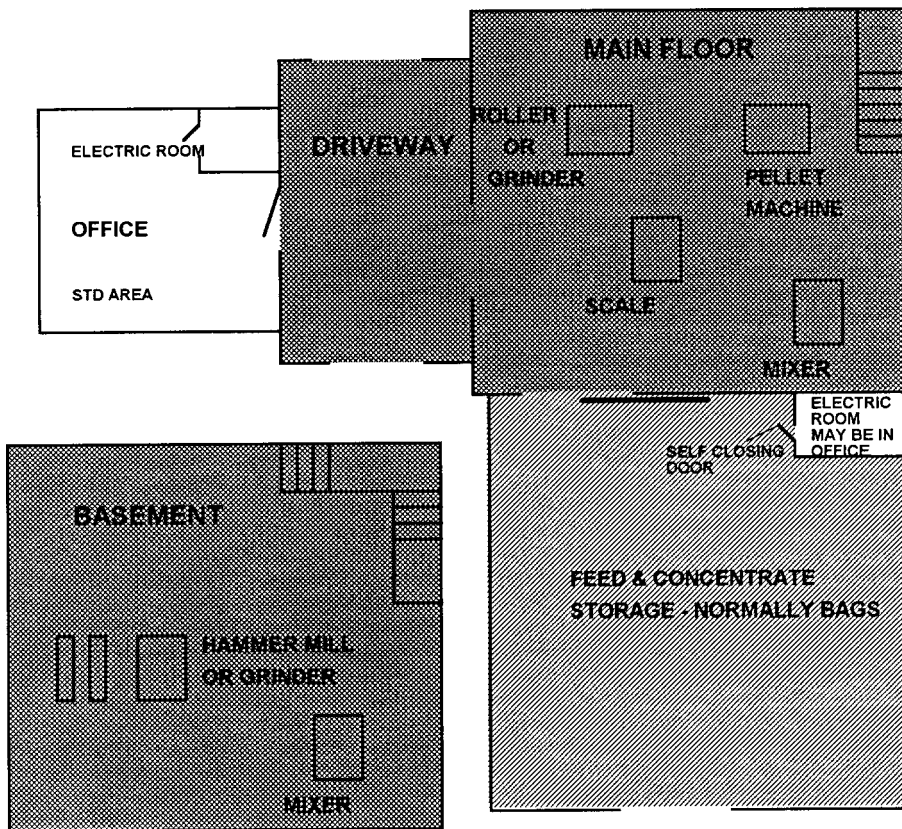 MAIN FLOOR
ELECTRIC ROOM
DRIVEWAY
ROLLER
OR
GRINDER
PELLET
MACHINE
OFFICE
STD AREA
SCALE
MIXER
ELECTRIC
ROOM
MAY BE IN
OFFICE
SELF CLOSING
DOOR
BASEMENT
FEED & CONCENTRATE
STORAGE - NORMALLY BAGS
HAMMER MILL
OR GRINDER
MIXER